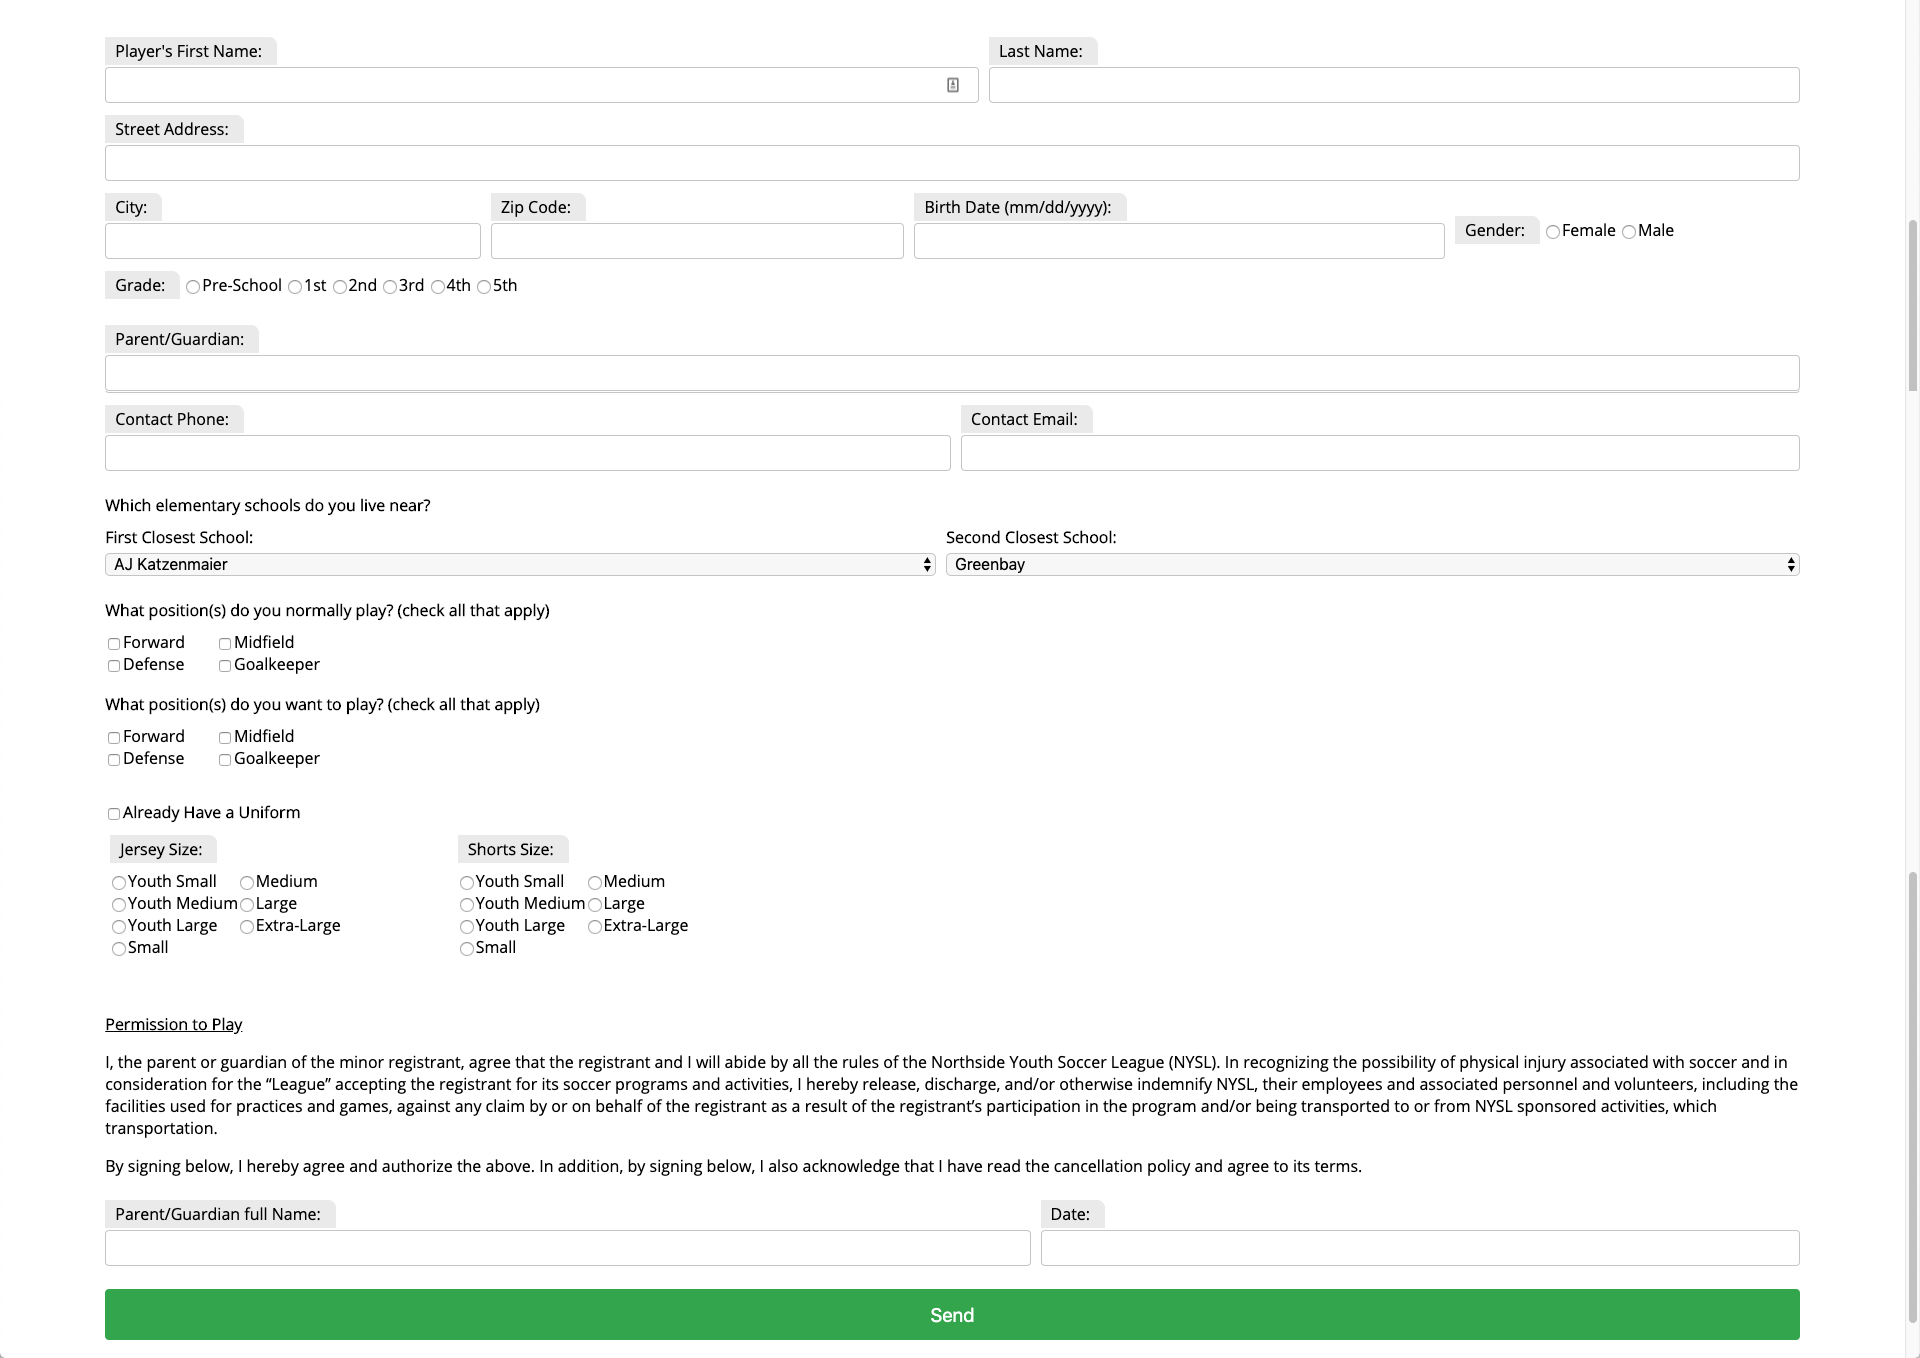 Player's First Name: Last Name:
Street Address:
City: Zip Code: Birth Date (mm/dd/yyyy): Gender: Female Male
Grade: Pre-School 1st 2nd 3rd 4th 5th
Parent/Guardian:
Contact Phone: Contact Email:
Which elementary schools do you live near?
First Closest School: Second Closest School:
AJ Katzenmaier Greenbay
What position(s) do you normally play? (check all that apply)
Forward Midfield
Defense Goalkeeper
What position(s) do you want to play? (check all that apply)
Forward Midfield
Defense Goalkeeper
Already Have a Uniform
Jersey Size: Shorts Size:
Youth Small Medium Youth Small Medium
Youth Medium Large Youth Medium Large
Youth Large Extra-Large Youth Large Extra-Large
Small Small
Permission to Play
I, the parent or guardian of the minor registrant, agree that the registrant and I will abide by all the rules of the Northside Youth Soccer League (NYSL). In recognizing the possibility of physical injury associated with soccer and in
consideration for the “League” accepting the registrant for its soccer programs and activities, I hereby release, discharge, and/or otherwise indemnify NYSL, their employees and associated personnel and volunteers, including the
facilities used for practices and games, against any claim by or on behalf of the registrant as a result of the registrant’s participation in the program and/or being transported to or from NYSL sponsored activities, which
transportation.
By signing below, I hereby agree and authorize the above. In addition, by signing below, I also acknowledge that I have read the cancellation policy and agree to its terms.
Parent/Guardian full Name: Date:
Send